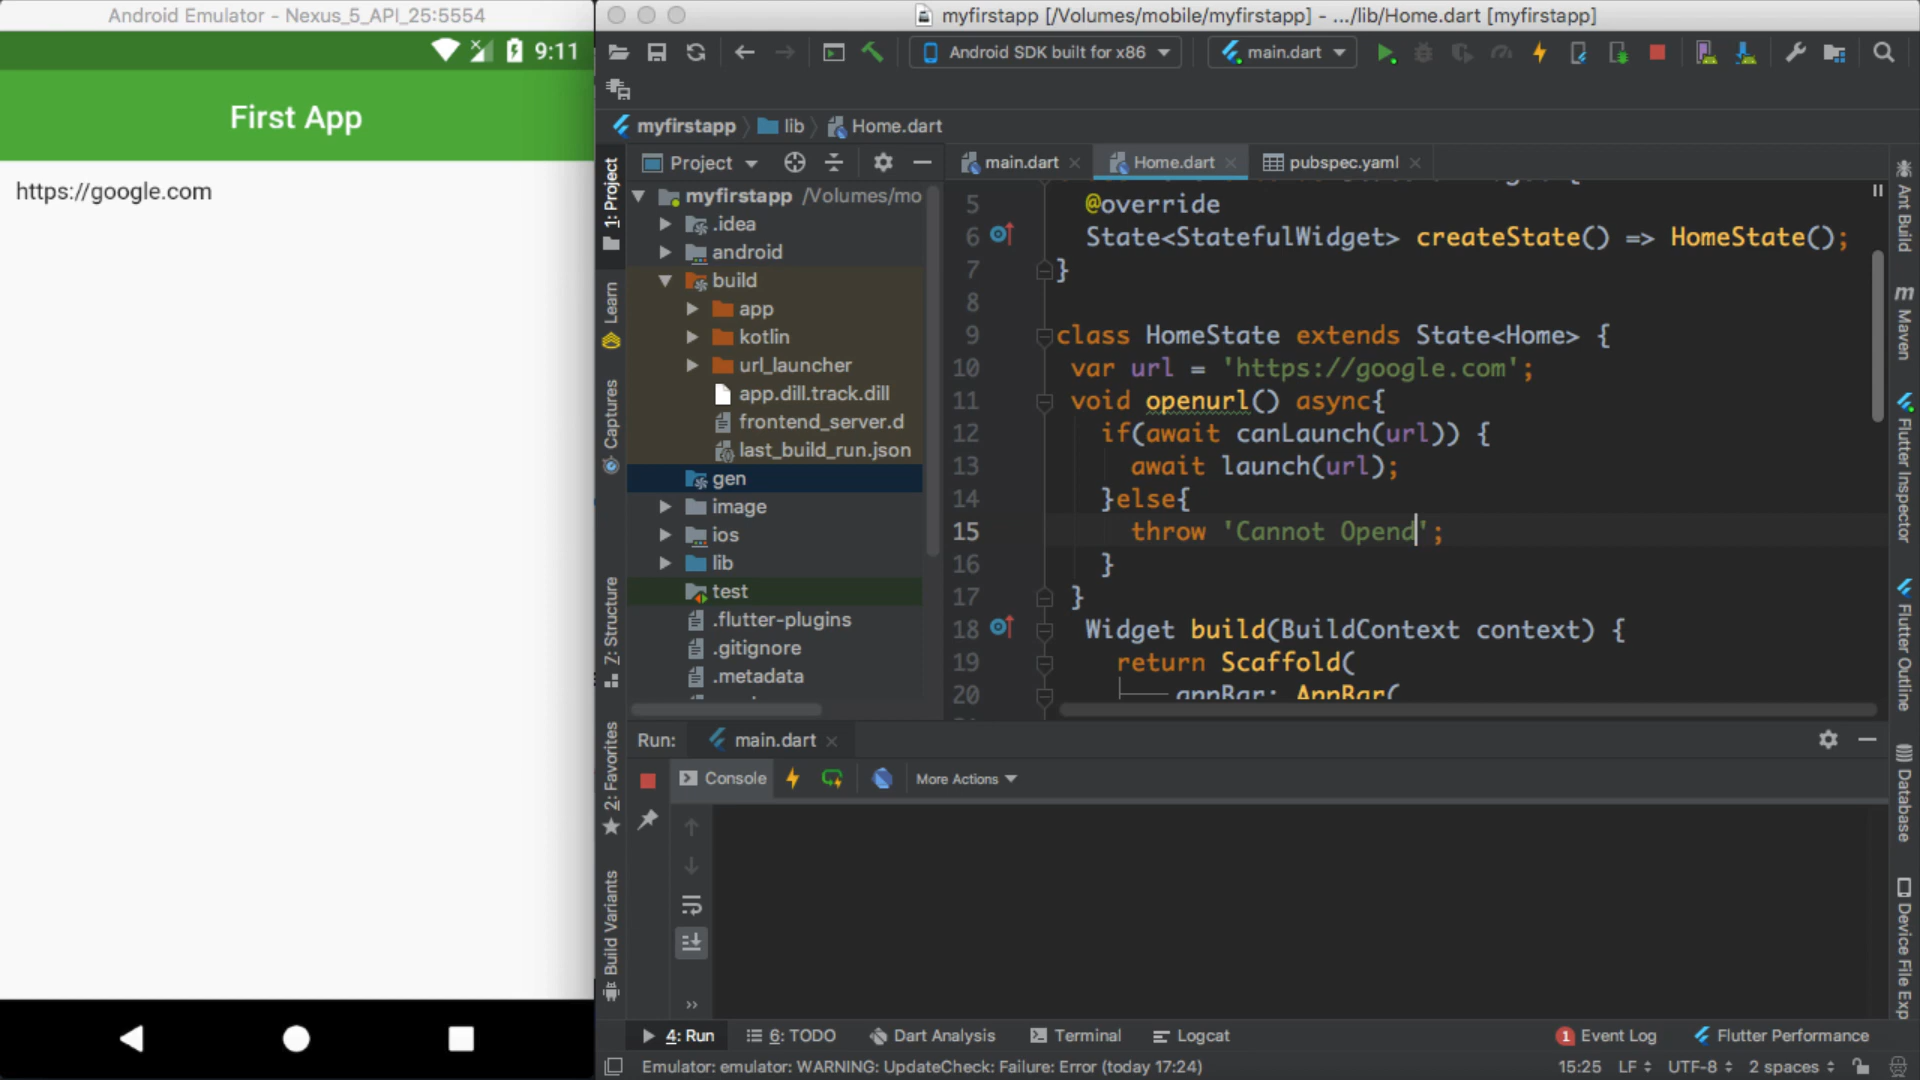 Android Emulator - Nexus_5_API_25:5554
9:11
First App
https://google.com
myfirstapp [/Volumes/mobile/myfirstapp] - .../lib/Home.dart [myfirstapp]
Android SDK built for x86
main.dart
myfirstapp
lib
Home.dart
Project
main.dart
Home.dart
pubspec.yaml
1: Project
Learn
Captures
Z: Structure
2: Favorites
Build Variants
myfirstapp /Volumes/mo
.idea
android
build
app
kotlin
url_launcher
app.dill.track.dill
frontend_server.d
last_build_run.json
gen
image
ios
lib
test
.flutter-plugins
.gitignore
.metadata
5 @override
6 State<StatefulWidget> createState() => HomeState();
7 }
8
9 class HomeState extends State<Home> {
10 var url = 'https://google.com';
11 void openurl() async{
12 if(await canLaunch(url)) {
13 await launch(url);
14 }else{
15 throw 'Cannot Opend';
16 }
17 }
18 Widget build(BuildContext context) {
19 return Scaffold(
20 appBar: AppBar(
Ant Build
m Maven
Flutter Inspector
Flutter Outline
Database
Device File Exp
Run:
main.dart
Console
More Actions
4: Run
6: TODO
Dart Analysis
Terminal
Logcat
1 Event Log
Flutter Performance
Emulator: emulator: WARNING: UpdateCheck: Failure: Error (today 17:24)
15:25
LF
UTF-8
2 spaces